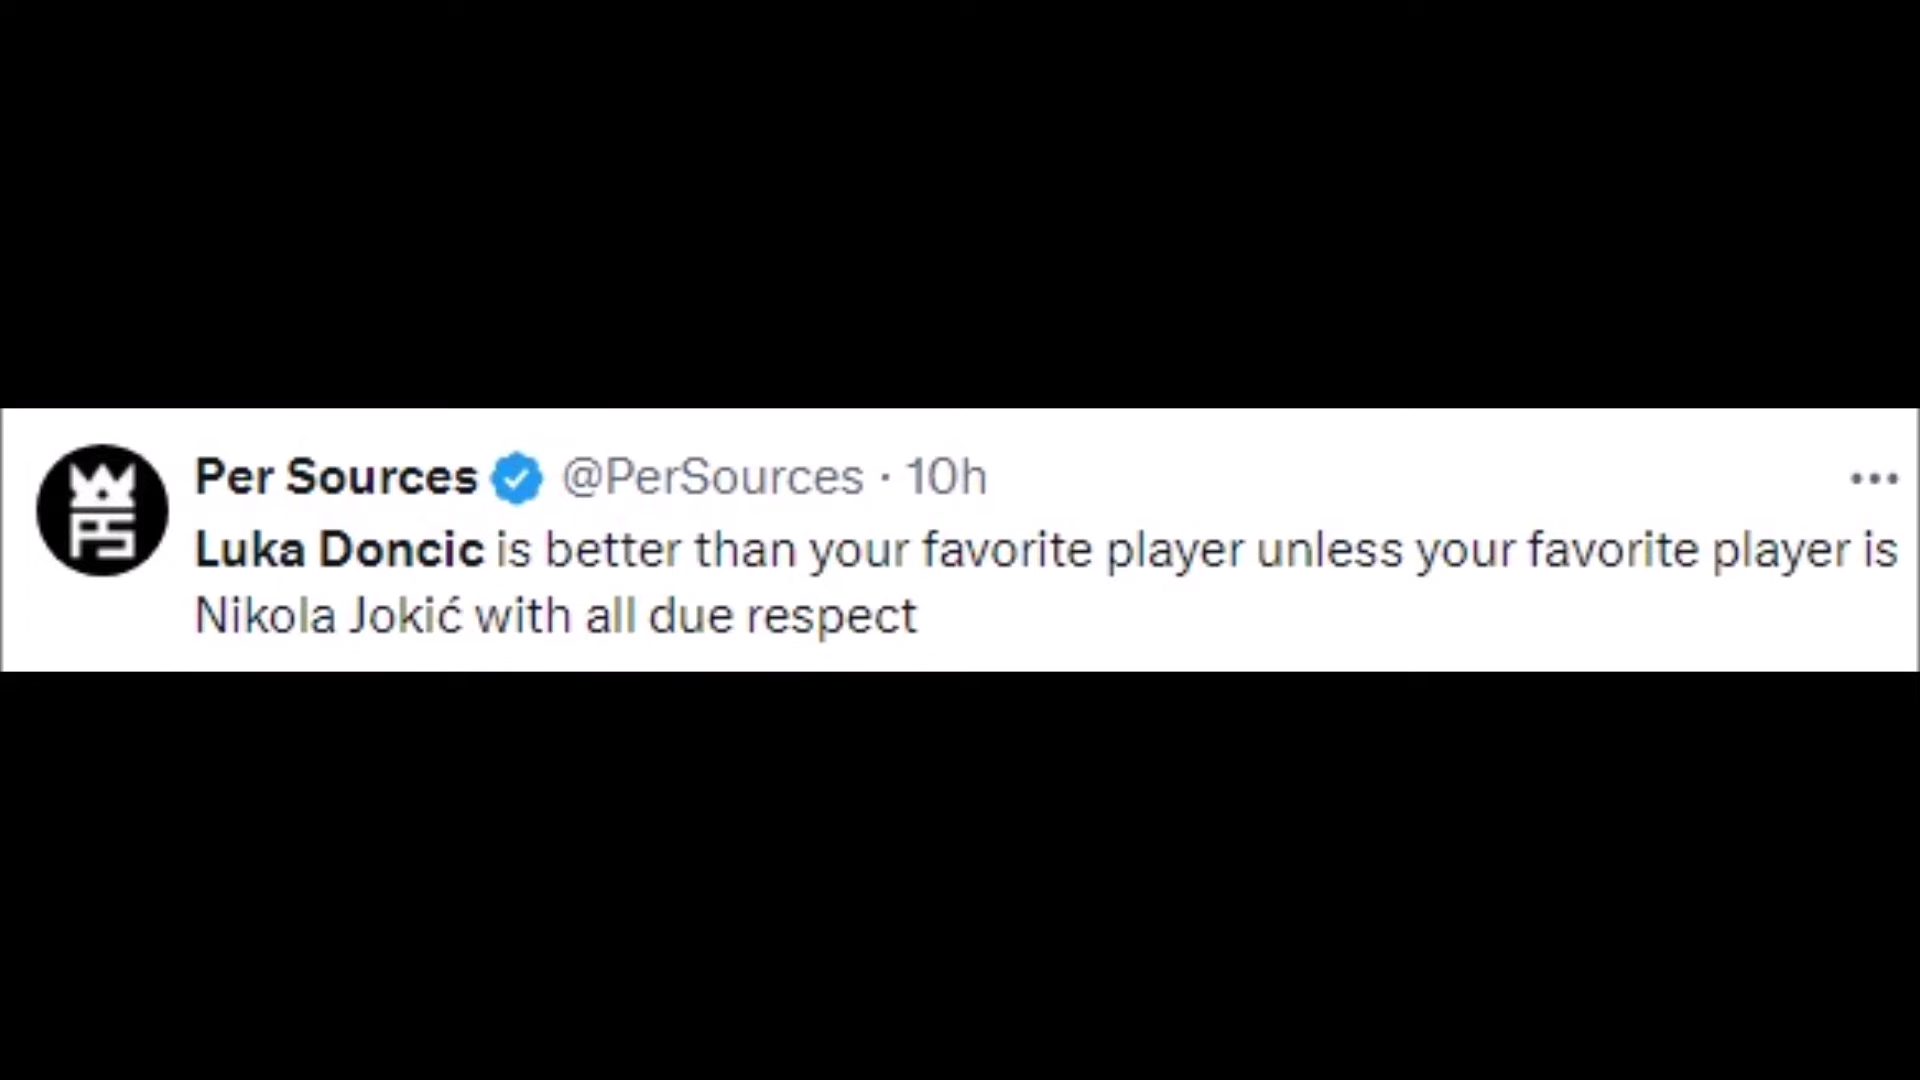 Per Sources @PerSources · 10h
Luka Doncic is better than your favorite player unless your favorite player is
Nikola Jokić with all due respect
PS